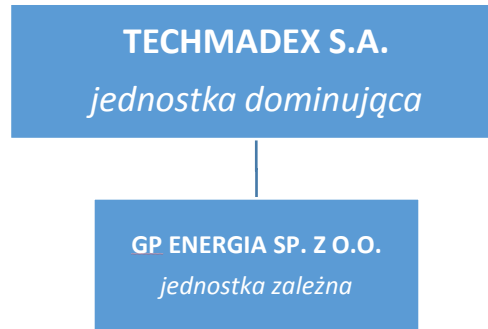 TECHMADEX S.A.
jednostka dominująca
GP ENERGIA SP. Z O.O.
jednostka zależna